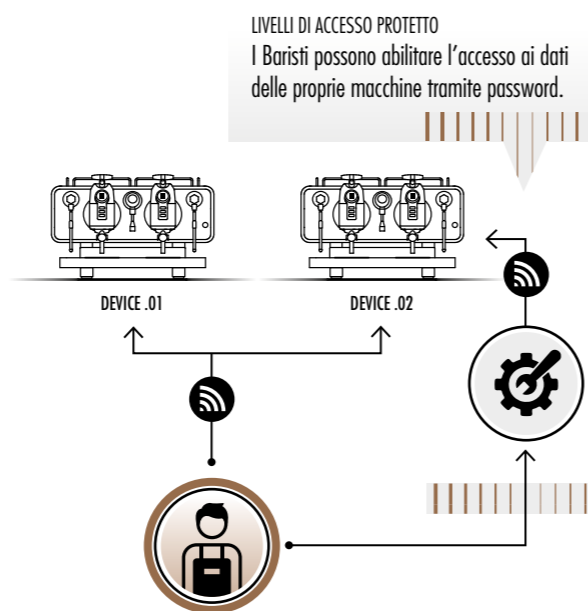 LIVELLI DI ACCESSO PROTETTO
I Baristi possono abilitare l’accesso ai dati
delle proprie macchine tramite password.
DEVICE .01
DEVICE .02